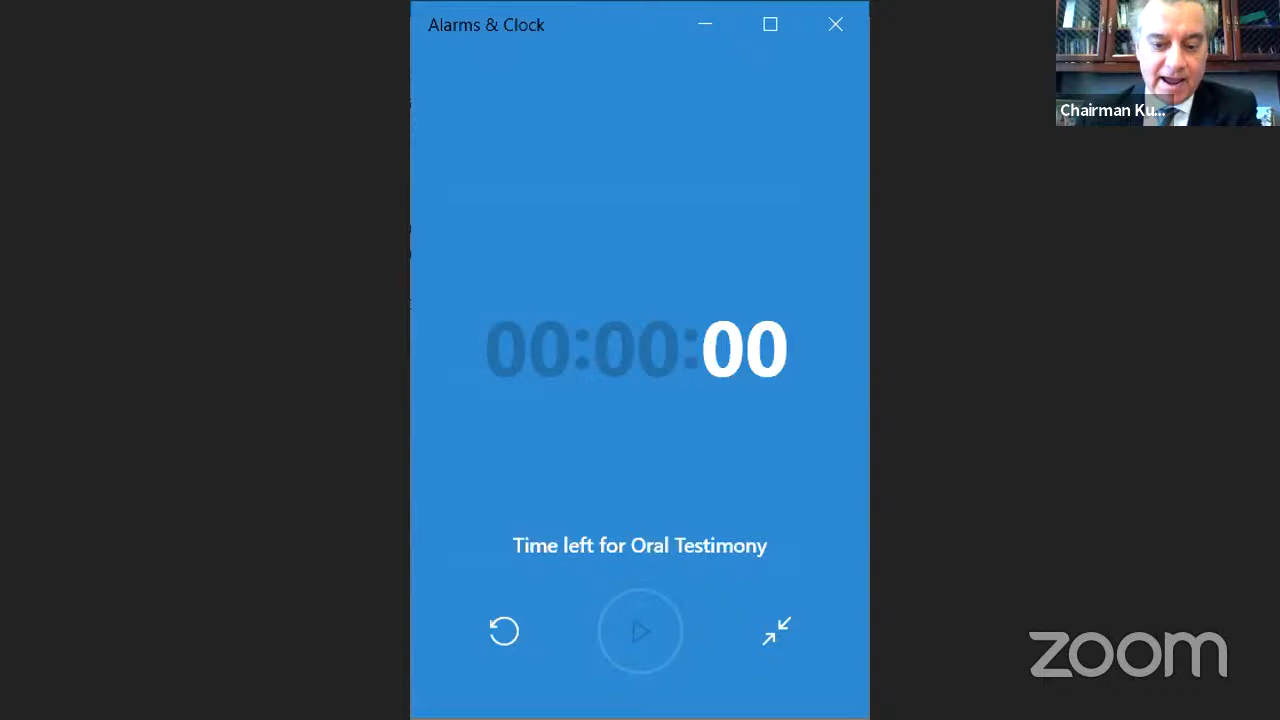 Alarms & Clock
Chairman Ku...
00:00:00
Time left for Oral Testimony
zoom